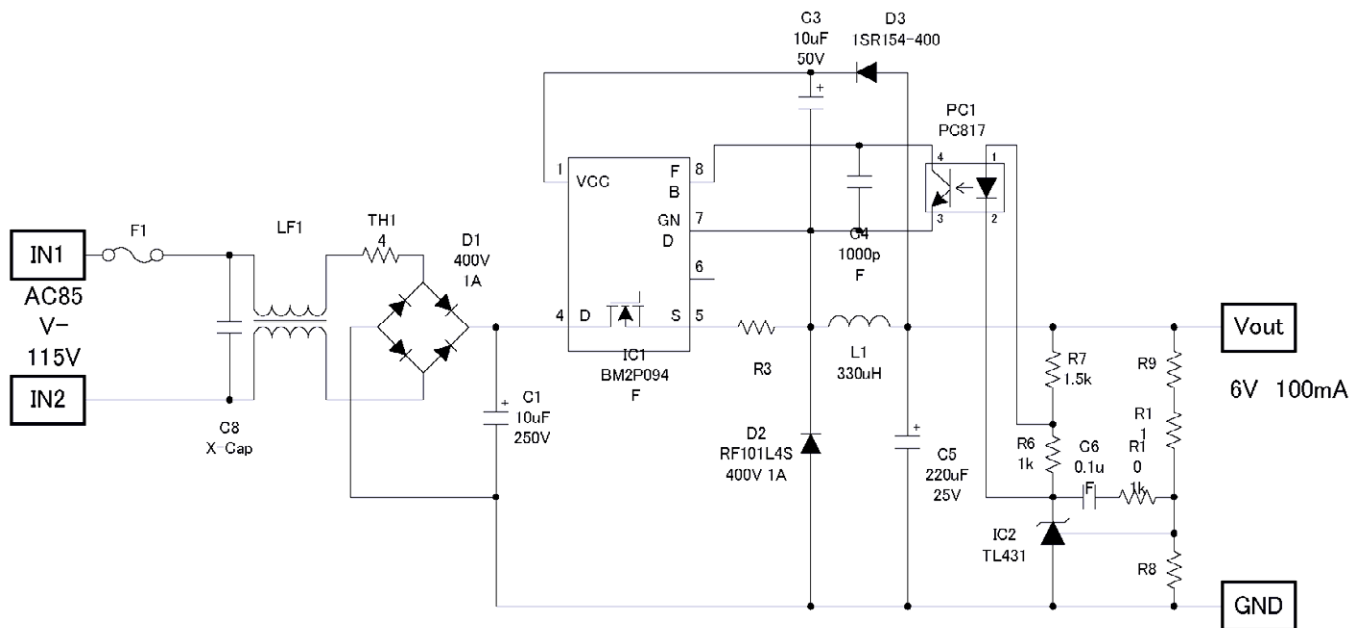 C3
10uF
50V
D3
1SR154-400
PC1
PC817
4
1
3
2
1
VCC
F
B
8
GN
D
7
6
C4
1000p
F
F1
LF1
TH1
4
D1
400V
1A
IN1
AC85
V-
115V
IN2
C8
X-Cap
4
D
S
5
IC1
BM2P094
F
R3
L1
330uH
Vout
6V 100mA
R7
1.5k
R9
R1
1
C1
10uF
250V
D2
RF101L4S
400V 1A
C5
220uF
25V
R6
1k
C6
0.1u
F
R1
0
1k
IC2
TL431
R8
GND